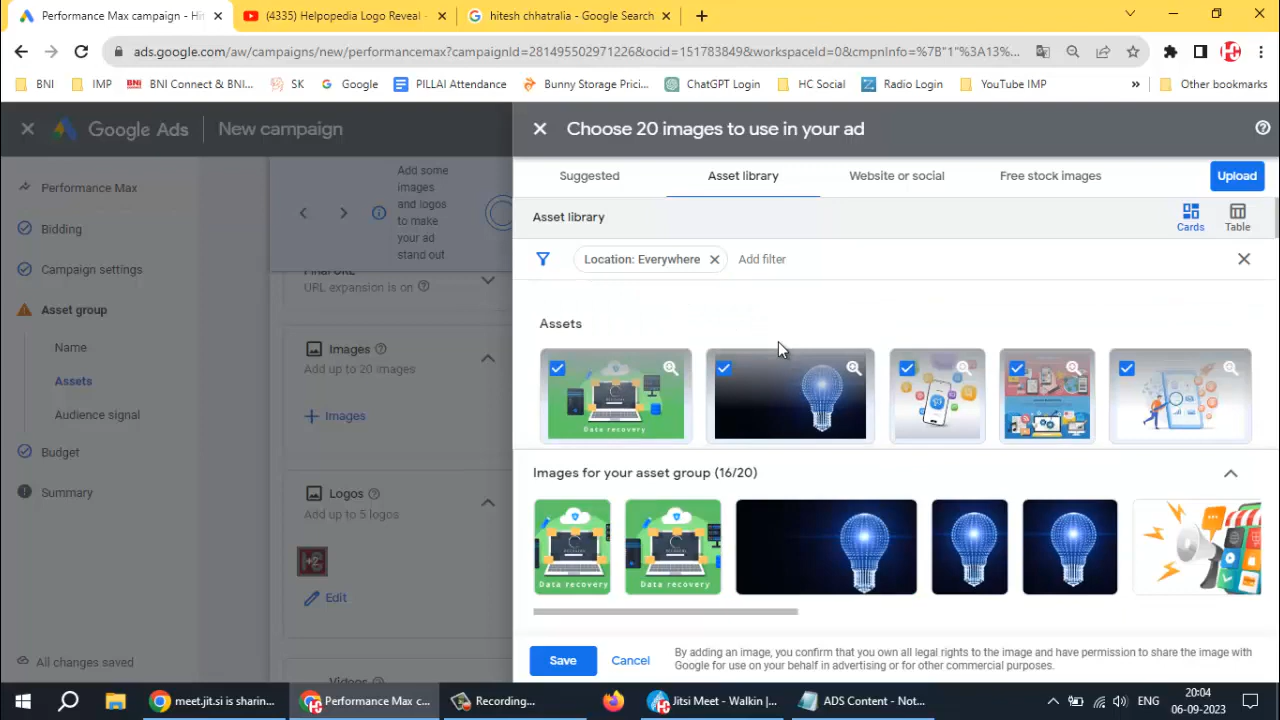 Performance Max campaign - Hit
(4335) Helpopedia Logo Reveal -
hitesh chhatralia - Google Search
ads.google.com/aw/campaigns/new/performancemax?campaignId=281495502971226&ocid=151783849&workspaceId=0&cmpnInfo=%7B"1"%3A13%...
BNI
IMP
BNI Connect & BNI...
SK
Google
PILLAI Attendance
Bunny Storage Prici...
ChatGPT Login
HC Social
Radio Login
YouTube IMP
»
Other bookmarks
Google Ads
New campaign
Choose 20 images to use in your ad
Performance Max
Bidding
Campaign settings
Asset group
Name
Assets
Audience signal
Budget
Summary
All changes saved
Add some
images
and logos
to make
your ad
stand out
Final URL
URL expansion is on
Images
Add up to 20 images
Images
Logos
Add up to 5 logos
Edit
Videos
Suggested
Asset library
Website or social
Free stock images
Upload
Asset library
Cards
Table
Location: Everywhere
Add filter
Assets
Data recovery
Images for your asset group (16/20)
Data recovery
Data recovery
Save
Cancel
By adding an image, you confirm that you own all legal rights to the image and have permission to share the image with
Google for use on your behalf in advertising or for other commercial purposes.
meet.jit.si is sharin...
Performance Max c...
Recording...
Jitsi Meet - Walkin |...
ADS Content - Not...
ENG
20:04
06-09-2023